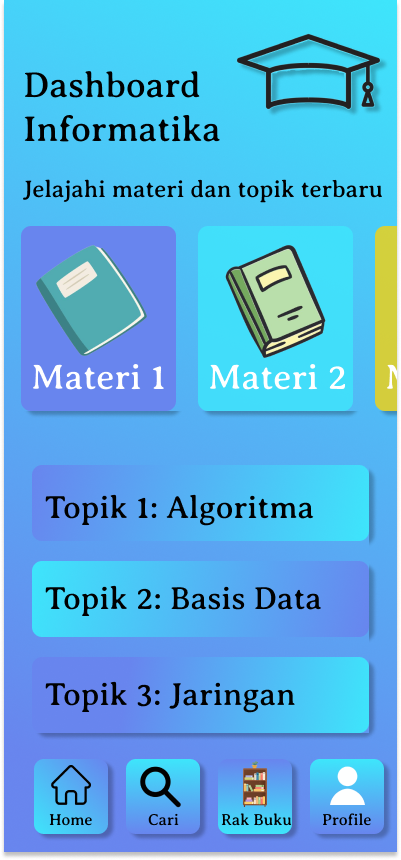 Dashboard
Informatika
Jelajahi materi dan topik terbaru
Materi 1
Materi 2
Topik 1: Algoritma
Topik 2: Basis Data
Topik 3: Jaringan
Home
Cari
Rak Buku
Profile